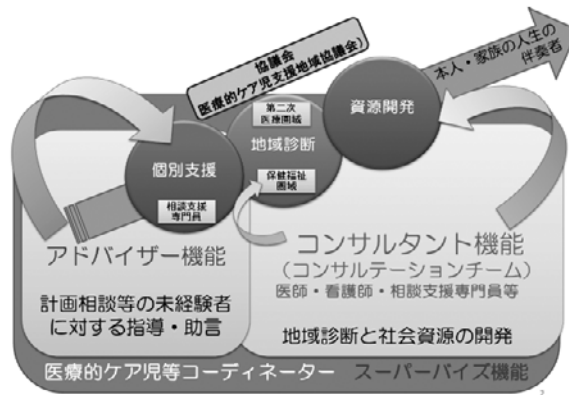 協議会
医療的ケア児支援地域協議会
本人・家族の人生の
伴奏者
資源開発
第二次
医療圏域
地域診断
個別支援
保健福祉
圏域
相談支援
専門員
アドバイザー機能
計画相談等の未経験者
に対する指導・助言
コンサルタント機能
（コンサルテーションチーム）
医師・看護師・相談支援専門員等
地域診断と社会資源の開発
医療的ケア児等コーディネーター
スーパーバイズ機能
2